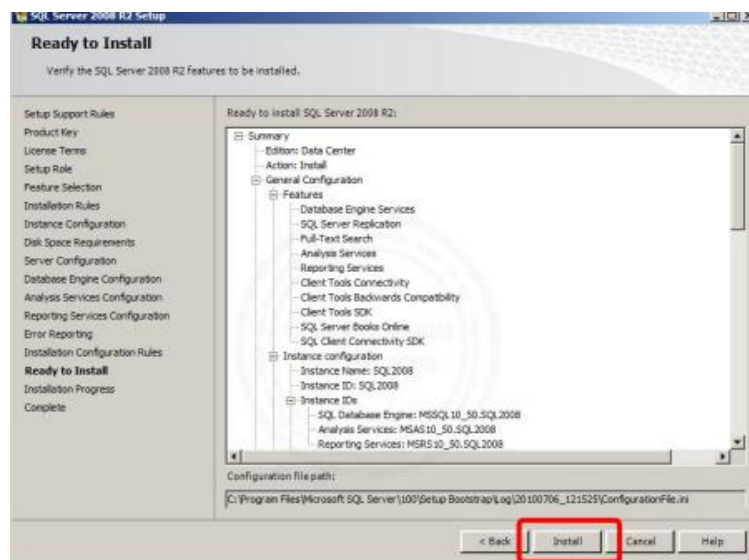 SQL Server 2008 R2 Setup
Ready to Install
Verify the SQL Server 2008 R2 features to be installed.
Setup Support Rules
Product Key
License Terms
Setup Role
Feature Selection
Installation Rules
Instance Configuration
Disk Space Requirements
Server Configuration
Database Engine Configuration
Analysis Services Configuration
Reporting Services Configuration
Error Reporting
Installation Configuration Rules
Ready to Install
Installation Progress
Complete
Ready to install SQL Server 2008 R2:
Summary
Edition: Data Center
Action: Install
General Configuration
Features
Database Engine Services
SQL Server Replication
Full-Text Search
Analysis Services
Reporting Services
Client Tools Connectivity
Client Tools Backwards Compatibility
Client Tools SDK
SQL Server Books Online
SQL Client Connectivity SDK
Instance configuration
Instance Name: SQL2008
Instance ID: SQL2008
Instance IDs
SQL Database Engine: MSSQL10_50.SQL2008
Analysis Services: MSAS10_50.SQL2008
Reporting Services: MSRS10_50.SQL2008
Configuration file path:
C:\Program Files\Microsoft SQL Server\100\Setup Bootstrap\Log\20100706_121525\ConfigurationFile.ini
< Back
Install
Cancel
Help